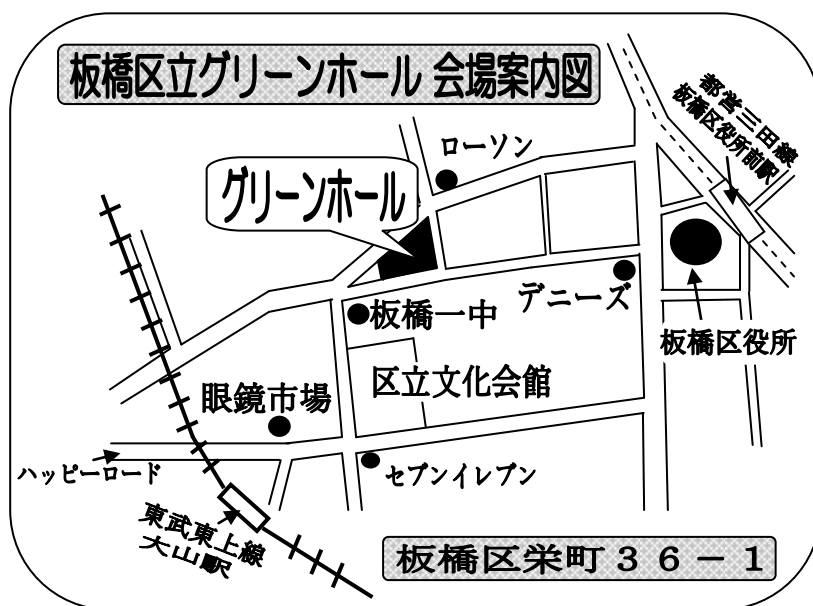 板橋区立グリーンホール 会場案内図
都営三田線
板橋区役所前駅
ローソン
グリーンホール
デニーズ
板橋一中
板橋区役所
区立文化会館
眼鏡市場
ハッピーロード
セブンイレブン
東武東上線
大山駅
板橋区栄町36-1